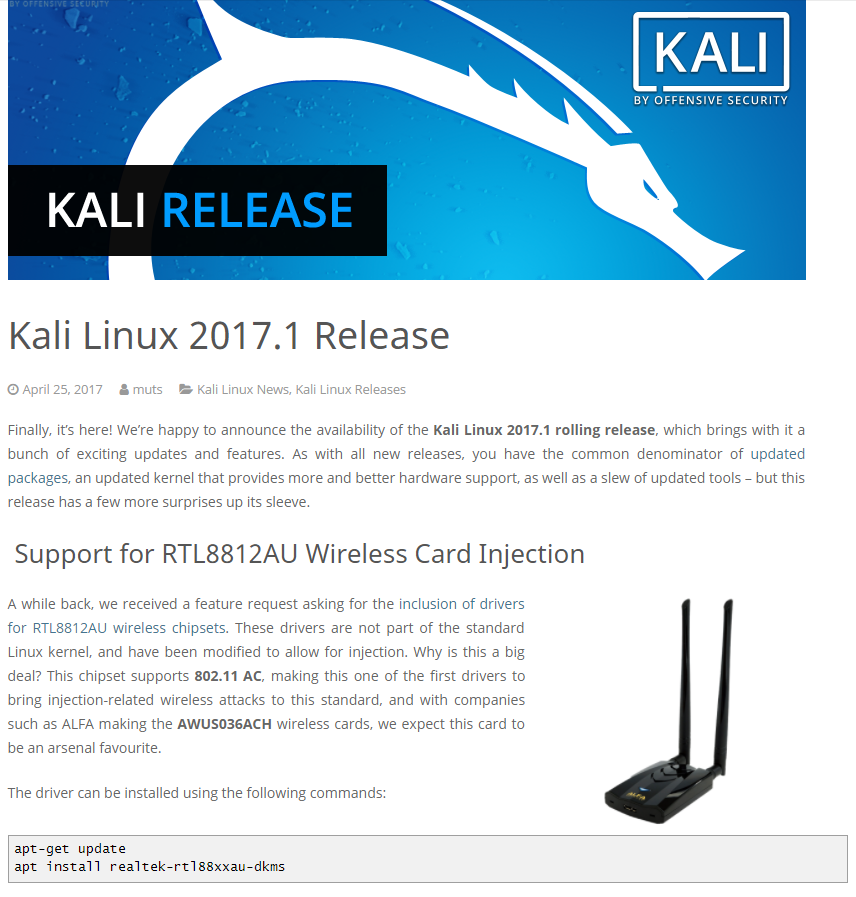 BY OFFENSIVE SECURITY
KALI
BY OFFENSIVE SECURITY
KALI RELEASE
Kali Linux 2017.1 Release
April 25, 2017 muts Kali Linux News, Kali Linux Releases
Finally, it’s here! We’re happy to announce the availability of the Kali Linux 2017.1 rolling release, which brings with it a
bunch of exciting updates and features. As with all new releases, you have the common denominator of updated
packages, an updated kernel that provides more and better hardware support, as well as a slew of updated tools – but this
release has a few more surprises up its sleeve.
Support for RTL8812AU Wireless Card Injection
A while back, we received a feature request asking for the inclusion of drivers
for RTL8812AU wireless chipsets. These drivers are not part of the standard
Linux kernel, and have been modified to allow for injection. Why is this a big
deal? This chipset supports 802.11 AC, making this one of the first drivers to
bring injection-related wireless attacks to this standard, and with companies
such as ALFA making the AWUS036ACH wireless cards, we expect this card to
be an arsenal favourite.
ALFA
The driver can be installed using the following commands:
apt-get update
apt install realtek-rtl88xxau-dkms